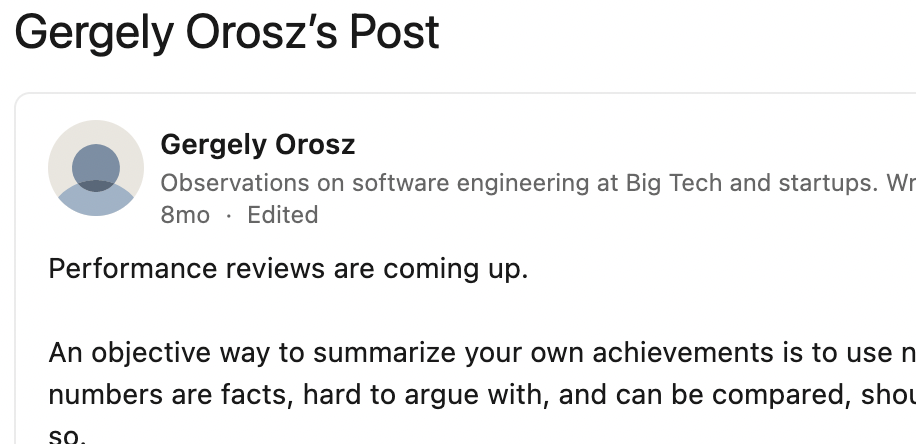 Gergely Orosz’s Post
Gergely Orosz
Observations on software engineering at Big Tech and startups. Wr
8mo · Edited
Performance reviews are coming up.
An objective way to summarize your own achievements is to use n
numbers are facts, hard to argue with, and can be compared, shou
so.